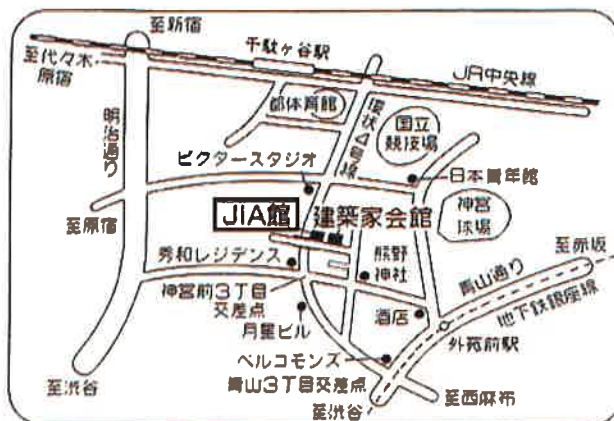 至新宿
千駄ヶ谷駅
JR中央線
至代々木・
原宿
都体育館
環状4号線
国立
競技場
明治通り
ビクタースタジオ
日本青年館
JIA館
建築家会館
神宮
球場
至原宿
秀和レジデンス
熊野
神社
至赤坂
青山通り
地下鉄銀座線
神宮前3丁目
交差点
月星ビル
酒店
外苑前駅
ベルコモンズ
青山3丁目交差点
至渋谷
至渋谷
至西麻布